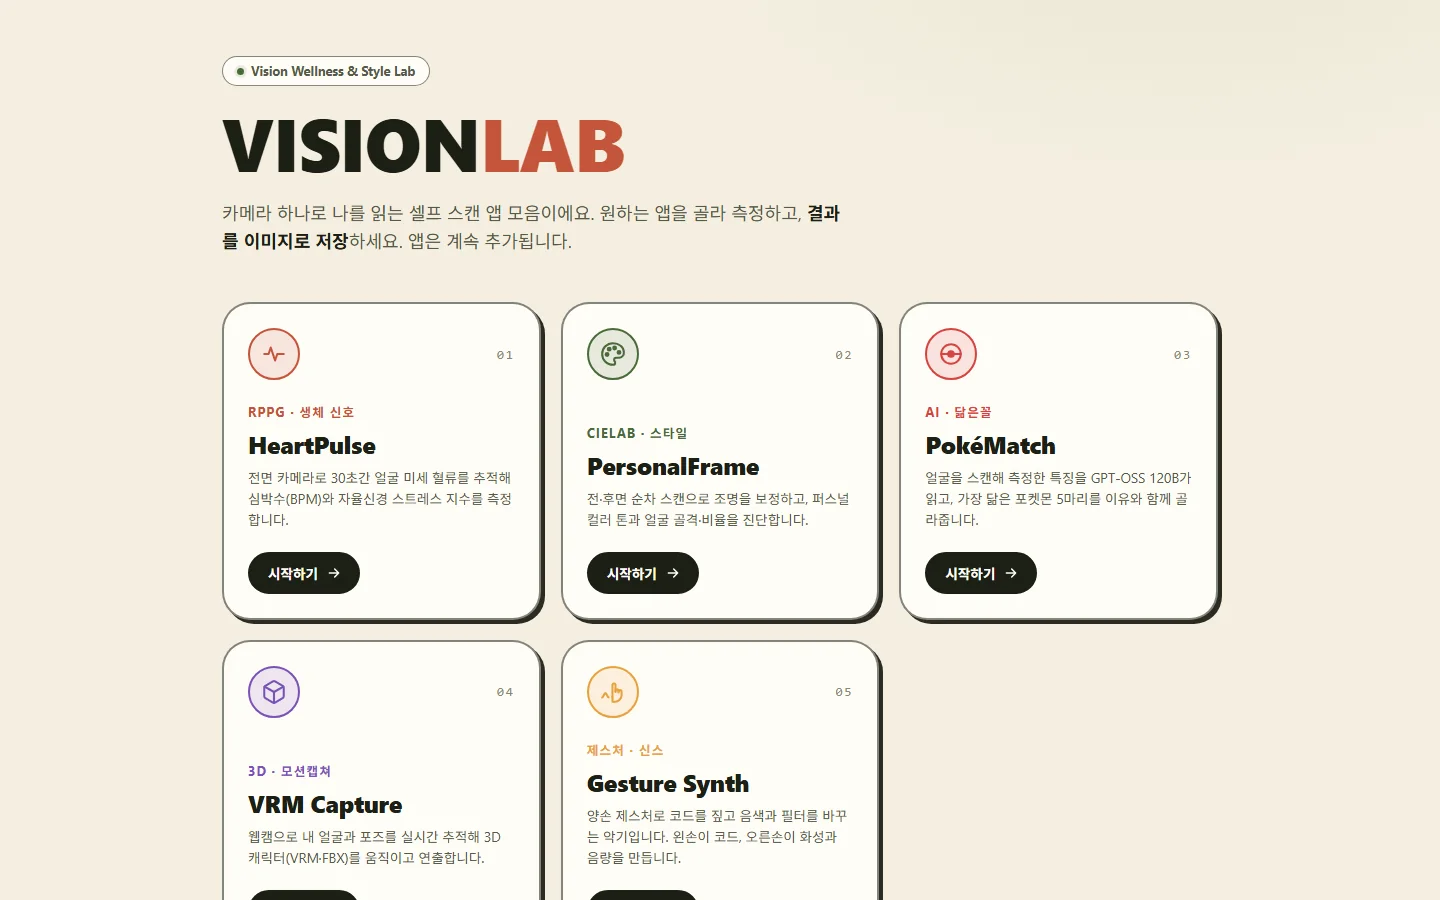 Vision Wellness & Style Lab
VISIONLAB
카메라 하나로 나를 읽는 셀프 스캔 앱 모음이에요. 원하는 앱을 골라 측정하고, 결과
를 이미지로 저장하세요. 앱은 계속 추가됩니다.
01
RPPG · 생체 신호
HeartPulse
전면 카메라로 30초간 얼굴 미세 혈류를 추적해
심박수(BPM)와 자율신경 스트레스 지수를 측정
합니다.
시작하기 →
02
CIELAB · 스타일
PersonalFrame
전·후면 순차 스캔으로 조명을 보정하고, 퍼스널
컬러 톤과 얼굴 골격·비율을 진단합니다.
시작하기 →
03
AI · 닮은꼴
PokéMatch
얼굴을 스캔해 측정한 특징을 GPT-OSS 120B가
읽고, 가장 닮은 포켓몬 5마리를 이유와 함께 골
라줍니다.
시작하기 →
04
3D · 모션캡쳐
VRM Capture
웹캠으로 내 얼굴과 포즈를 실시간 추적해 3D
캐릭터(VRM·FBX)를 움직이고 연출합니다.
05
제스처 · 신스
Gesture Synth
양손 제스처로 코드를 짚고 음색과 필터를 바꾸
는 악기입니다. 왼손이 코드, 오른손이 화성과
음량을 만듭니다.